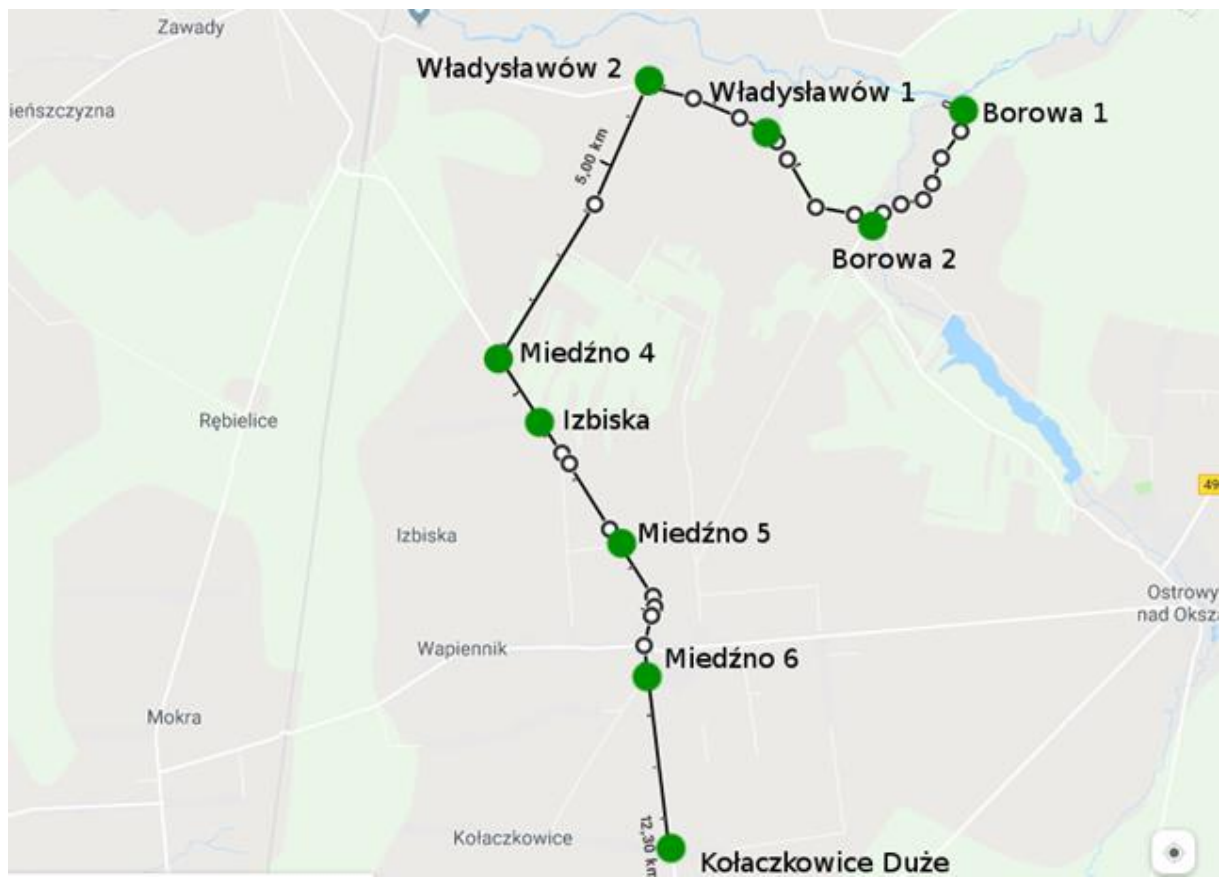 Zawady
Władysławów 2
Władysławów 1
ieńszczyzna
Borowa 1
5,00 km
Borowa 2
Miedźno 4
Rębielice
Izbiska
49
Izbiska
Miedźno 5
Ostrowy
nad Okszą
Wapiennik
Miedźno 6
Mokra
Kołaczkowice
12,30 km
Kołaczkowice Duże